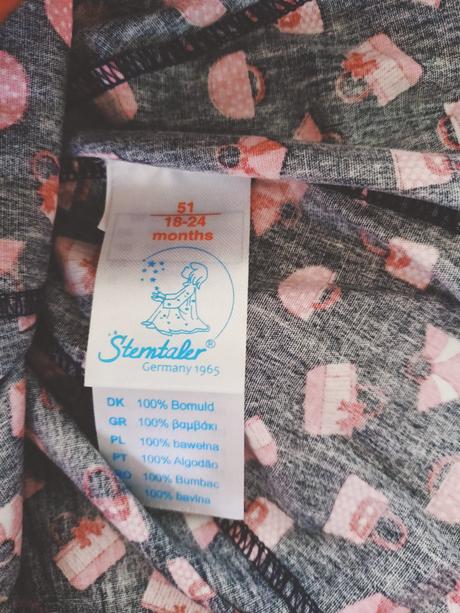 51
18-24
months
Sterntaler®
Germany 1965
DK 100% Bomuld
GR 100% βαμβάκι
PL 100% bawełna
PT 100% Algodão
RO 100% Bumbac
100% bavlna